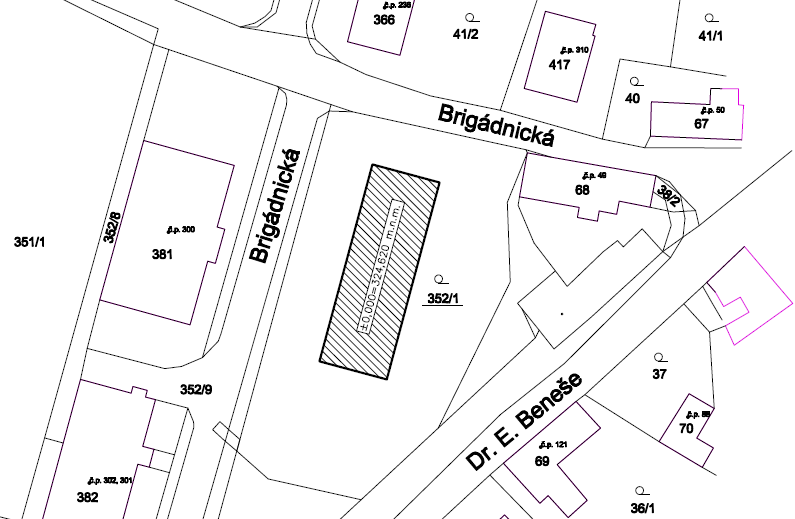 č.p. 238
366
41/2
41/1
č.p. 310
417
40
č.p. 50
67
Brigádnická
Brigádnická
č.p. 49
68
38/2
351/1
352/8
č.p. 300
381
±0,000=324,620 m.n.m.
352/1
352/9
37
Dr. E. Beneše
č.p. 88
70
č.p. 121
69
č.p. 302, 301
382
36/1